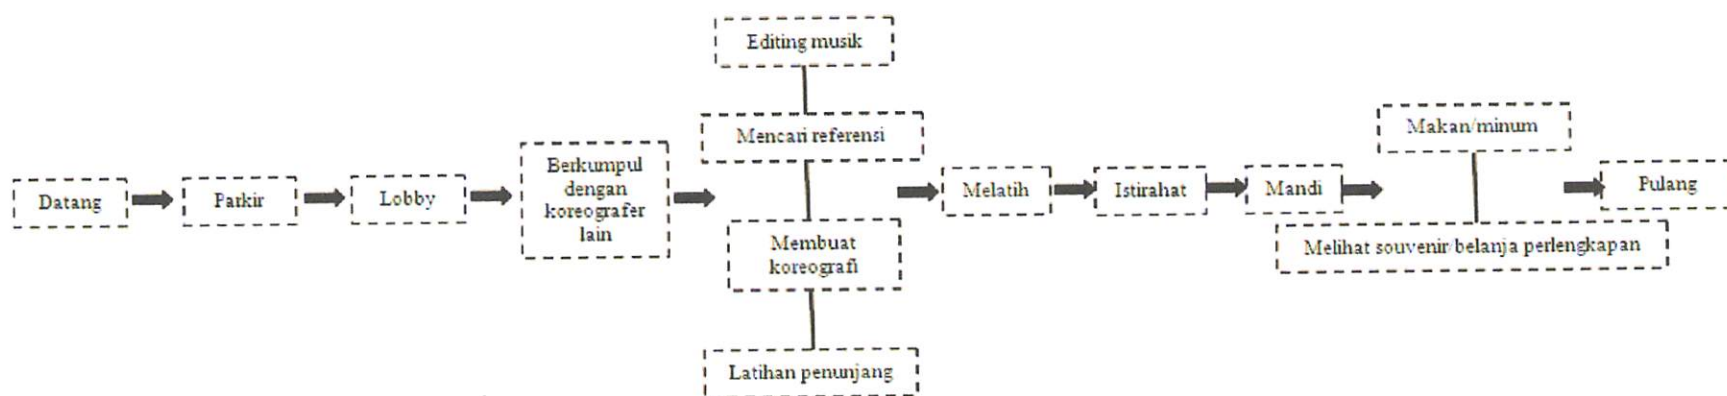 Datang
Parkir
Lobby
Berkumpul
dengan
koreografer
lain
Editing musik
Mencari referensi
Membuat
koreografi
Latihan penunjang
Melatih
Istirahat
Mandi
Makan/minum
Melihat souvenir/belanja perlengkapan
Pulang